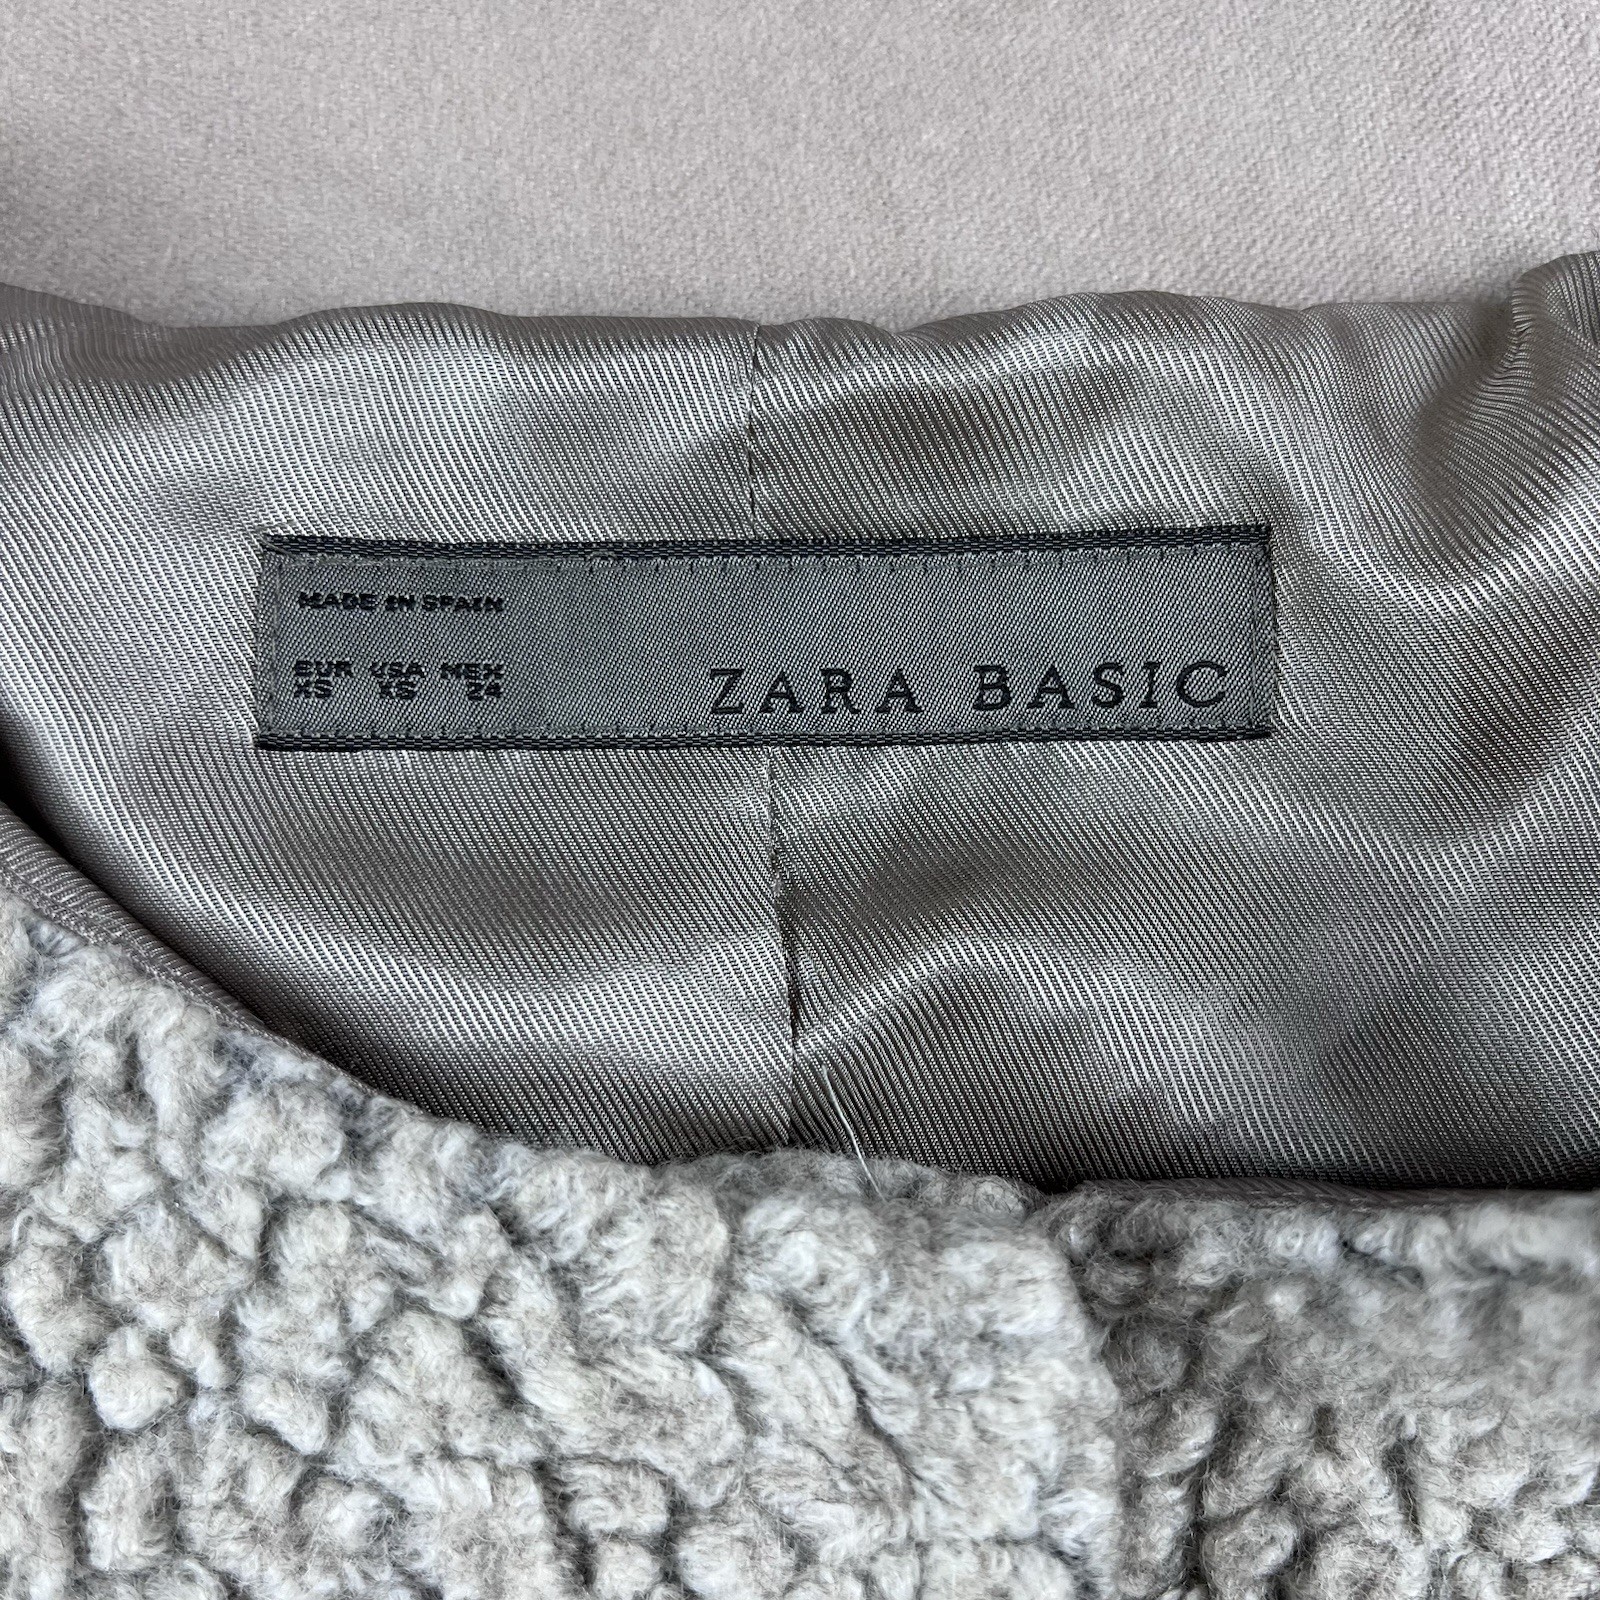 MADE IN SPAIN
EUR USA MEX
XS XS 24
ZARA BASIC